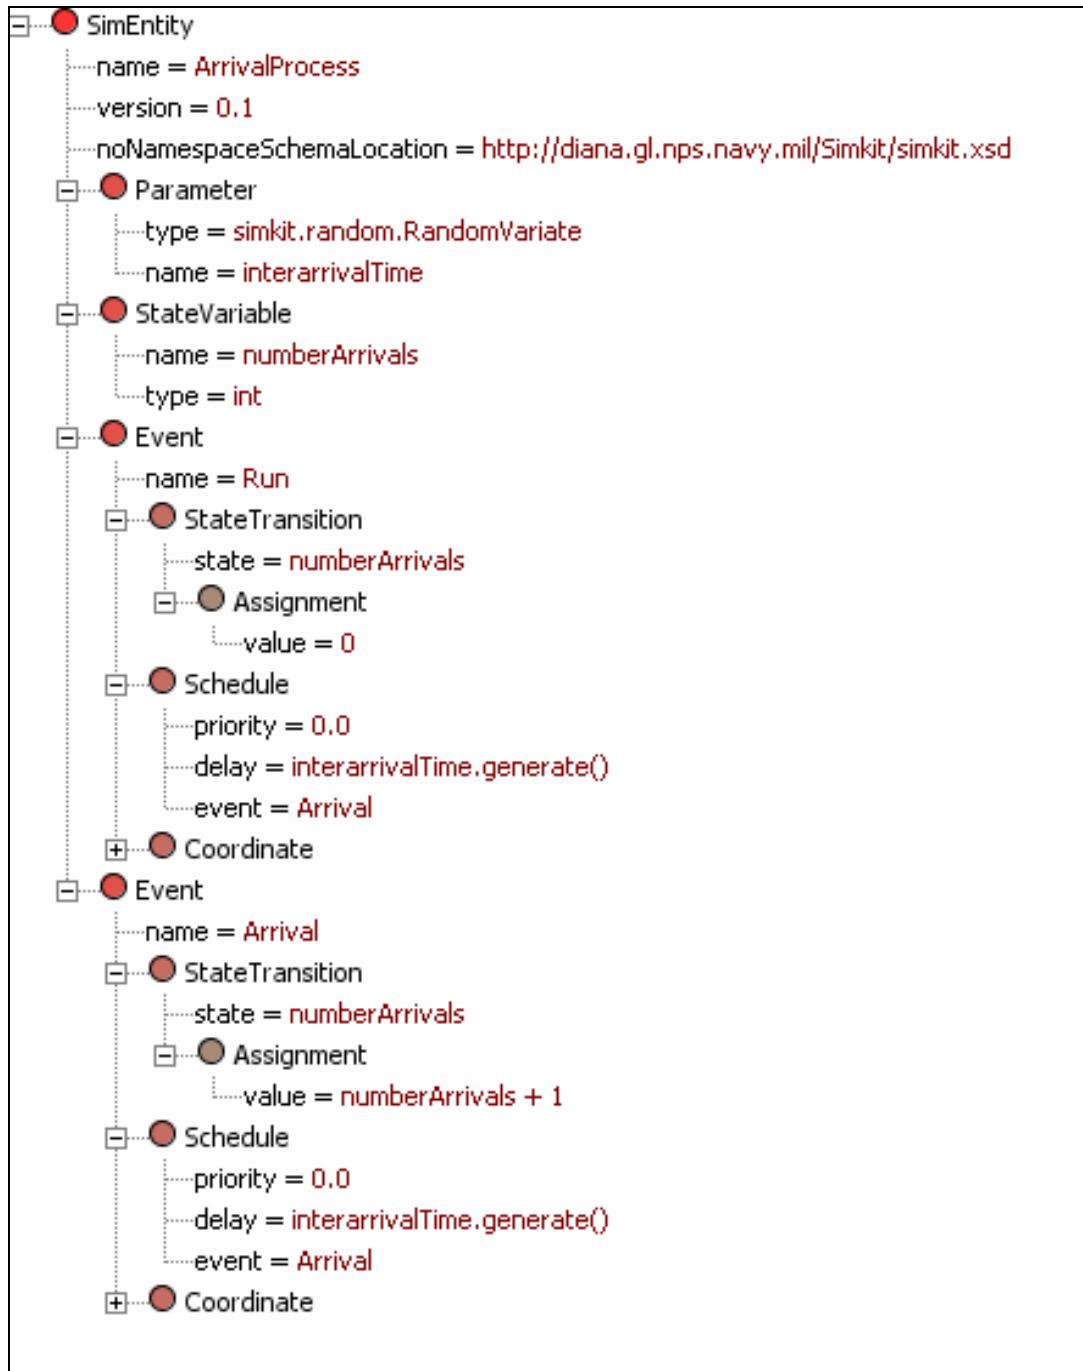 SimEntity
name = ArrivalProcess
version = 0.1
noNamespaceSchemaLocation = http://diana.gl.nps.navy.mil/Simkit/simkit.xsd
Parameter
type = simkit.random.RandomVariate
name = interarrivalTime
StateVariable
name = numberArrivals
type = int
Event
name = Run
StateTransition
state = numberArrivals
Assignment
value = 0
Schedule
priority = 0.0
delay = interarrivalTime.generate()
event = Arrival
Coordinate
Event
name = Arrival
StateTransition
state = numberArrivals
Assignment
value = numberArrivals + 1
Schedule
priority = 0.0
delay = interarrivalTime.generate()
event = Arrival
Coordinate